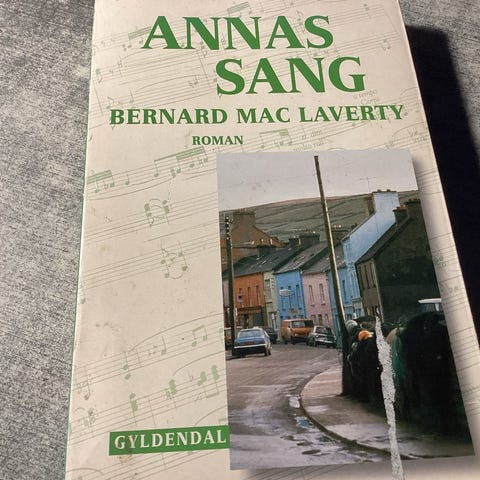 ANNAS
SANG
BERNARD MAC LAVERTY
ROMAN
GYLDENDAL